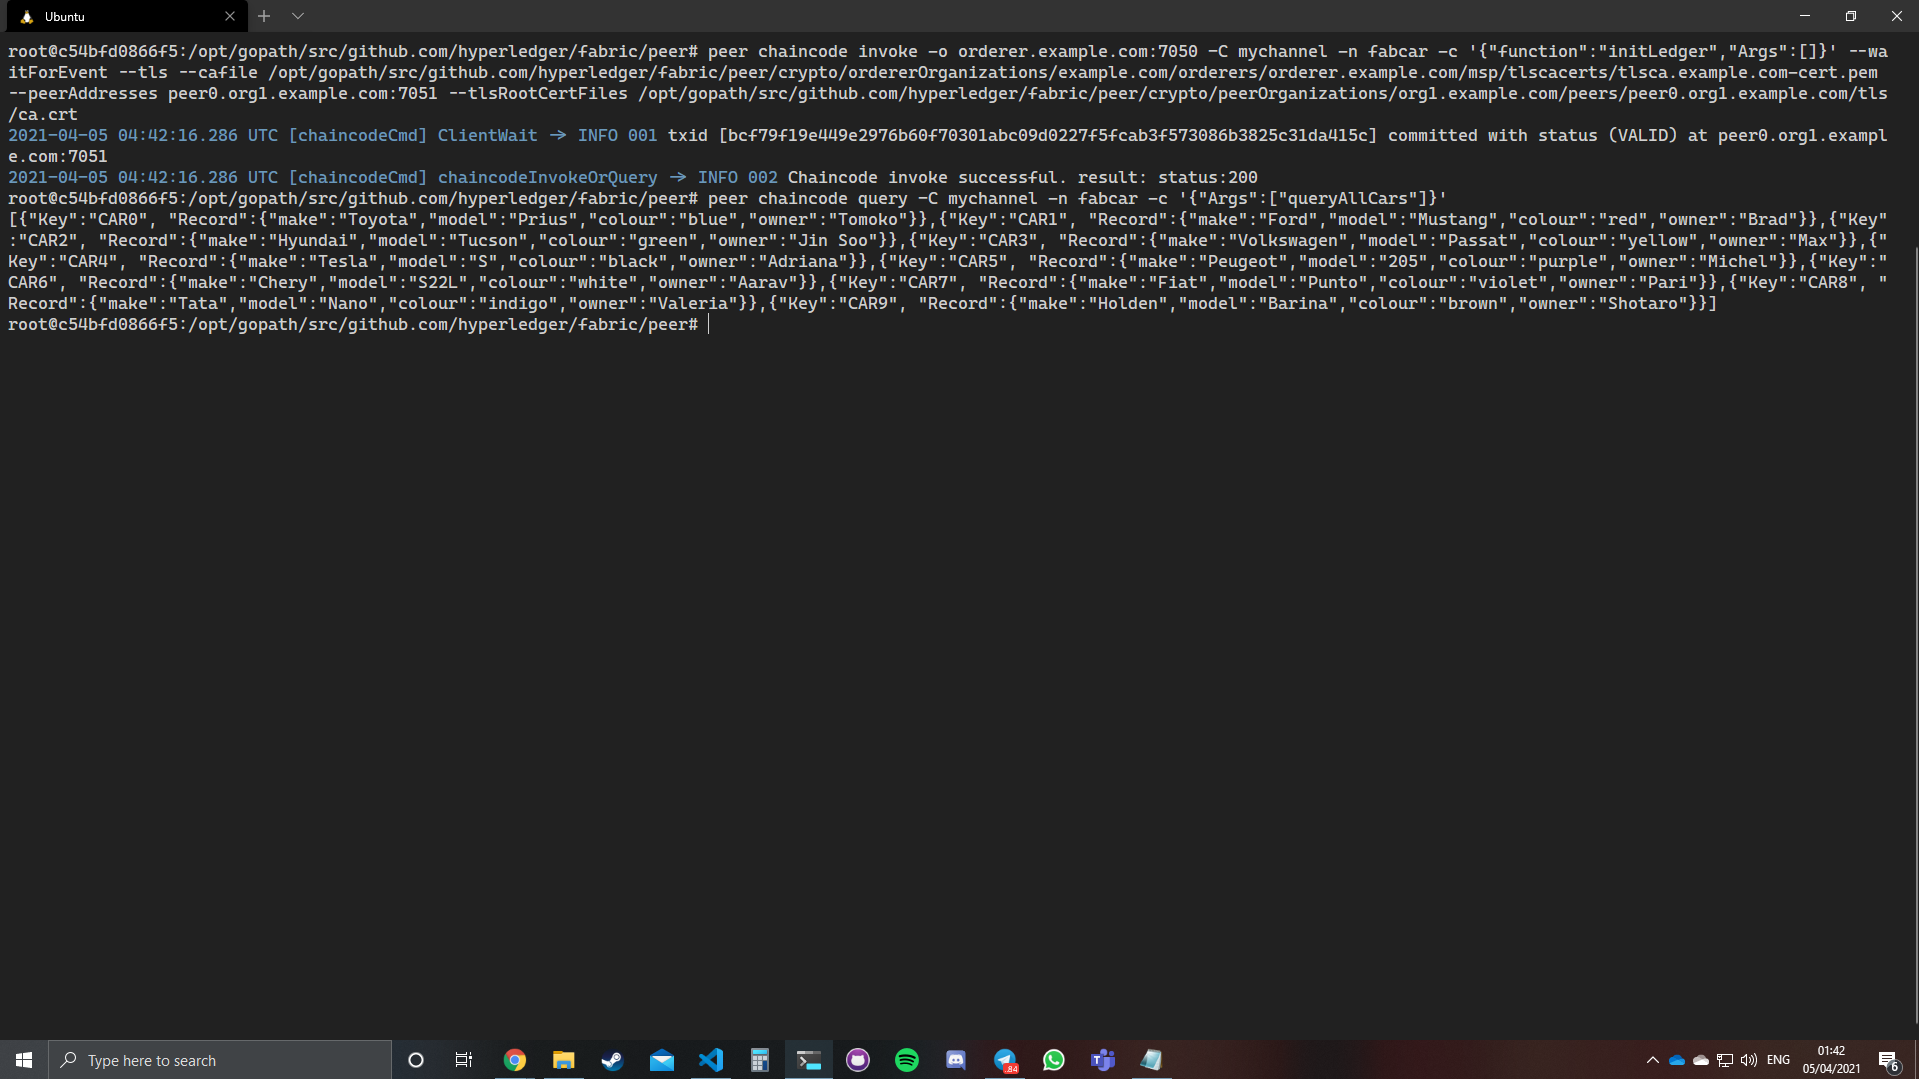 Ubuntu
root@c54bfd0866f5:/opt/gopath/src/github.com/hyperledger/fabric/peer# peer chaincode invoke -o orderer.example.com:7050 -C mychannel -n fabcar -c '{"function":"initLedger","Args":[]}' --wa
itForEvent --tls --cafile /opt/gopath/src/github.com/hyperledger/fabric/peer/crypto/ordererOrganizations/example.com/orderers/orderer.example.com/msp/tlscacerts/tlsca.example.com-cert.pem
--peerAddresses peer0.org1.example.com:7051 --tlsRootCertFiles /opt/gopath/src/github.com/hyperledger/fabric/peer/crypto/peerOrganizations/org1.example.com/peers/peer0.org1.example.com/tls
/ca.crt
2021-04-05 04:42:16.286 UTC [chaincodeCmd] ClientWait -> INFO 001 txid [bcf79f19e449e2976b60f70301abc09d0227f5fcab3f573086b3825c31da415c] committed with status (VALID) at peer0.org1.exampl
e.com:7051
2021-04-05 04:42:16.286 UTC [chaincodeCmd] chaincodeInvokeOrQuery -> INFO 002 Chaincode invoke successful. result: status:200
root@c54bfd0866f5:/opt/gopath/src/github.com/hyperledger/fabric/peer# peer chaincode query -C mychannel -n fabcar -c '{"Args":["queryAllCars"]}'
[{"Key":"CAR0", "Record":{"make":"Toyota","model":"Prius","colour":"blue","owner":"Tomoko"}},{"Key":"CAR1", "Record":{"make":"Ford","model":"Mustang","colour":"red","owner":"Brad"}},{"Key"
:"CAR2", "Record":{"make":"Hyundai","model":"Tucson","colour":"green","owner":"Jin Soo"}},{"Key":"CAR3", "Record":{"make":"Volkswagen","model":"Passat","colour":"yellow","owner":"Max"}},{"
Key":"CAR4", "Record":{"make":"Tesla","model":"S","colour":"black","owner":"Adriana"}},{"Key":"CAR5", "Record":{"make":"Peugeot","model":"205","colour":"purple","owner":"Michel"}},{"Key":"
CAR6", "Record":{"make":"Chery","model":"S22L","colour":"white","owner":"Aarav"}},{"Key":"CAR7", "Record":{"make":"Fiat","model":"Punto","colour":"violet","owner":"Pari"}},{"Key":"CAR8", "
Record":{"make":"Tata","model":"Nano","colour":"indigo","owner":"Valeria"}},{"Key":"CAR9", "Record":{"make":"Holden","model":"Barina","colour":"brown","owner":"Shotaro"}}]
root@c54bfd0866f5:/opt/gopath/src/github.com/hyperledger/fabric/peer#
Type here to search
84
ENG
01:42
05/04/2021
6